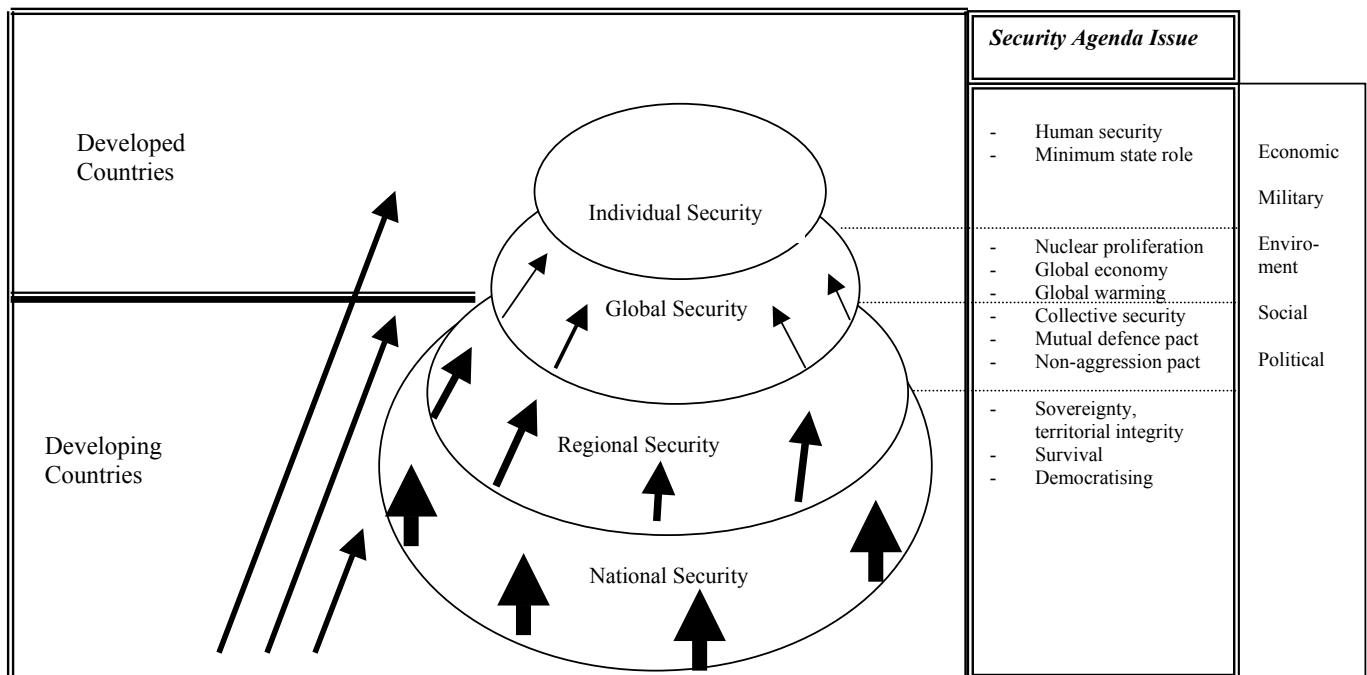 Security Agenda Issue
Developed
Countries
Developing
Countries
Individual Security
Global Security
Regional Security
National Security
- Human security
- Minimum state role
- Nuclear proliferation
- Global economy
- Global warming
- Collective security
- Mutual defence pact
- Non-aggression pact
- Sovereignty,
territorial integrity
- Survival
- Democratising
Economic
Military
Enviro-
ment
Social
Political